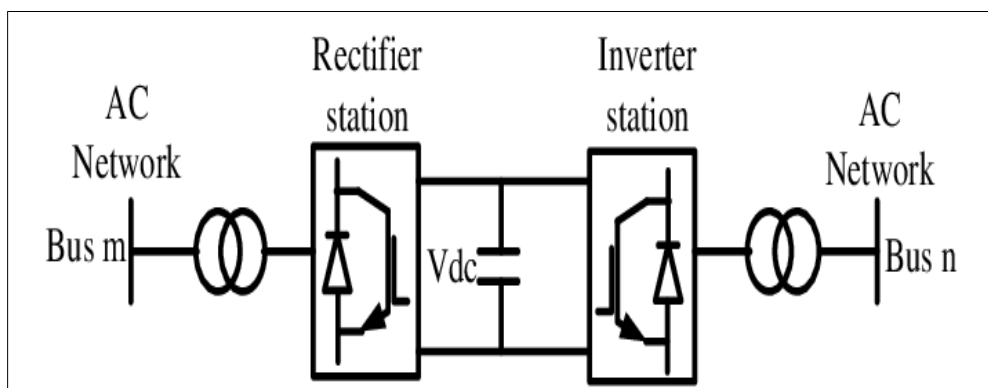 Rectifier
station
Inverter
station
AC
Network
AC
Network
Bus m
Vdc
Bus n